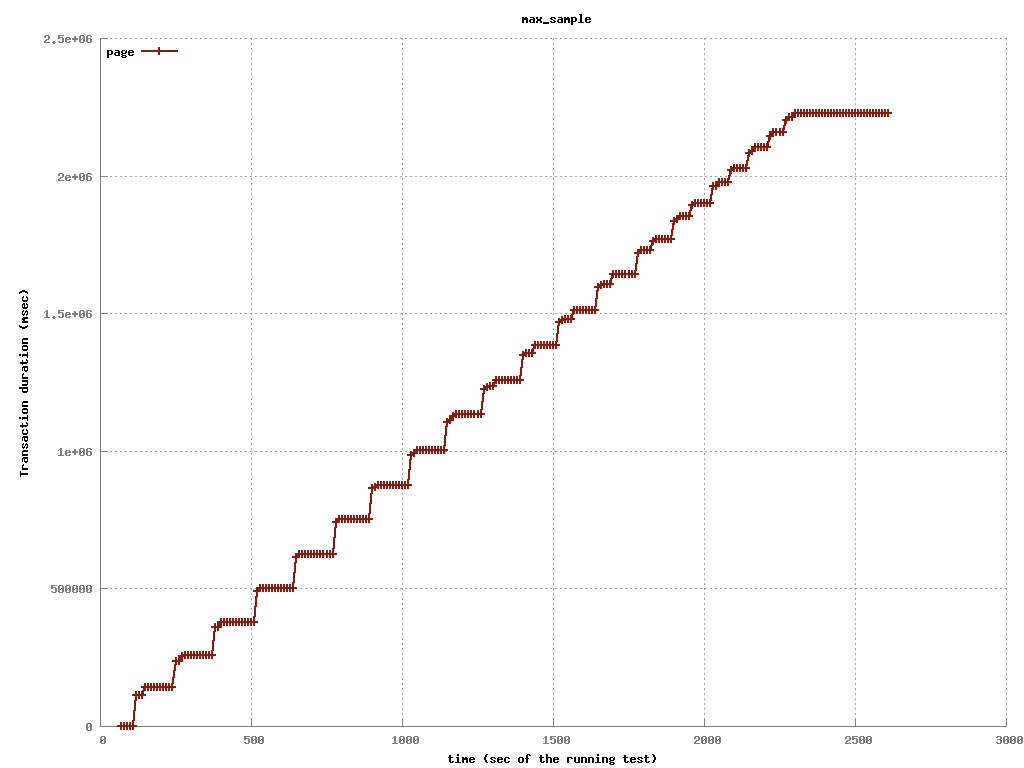 max_sample
2.5e+06
page
2e+06
1.5e+06
1e+06
500000
0
0 500 1000 1500 2000 2500 3000
Transaction duration (msec)
time (sec of the running test)